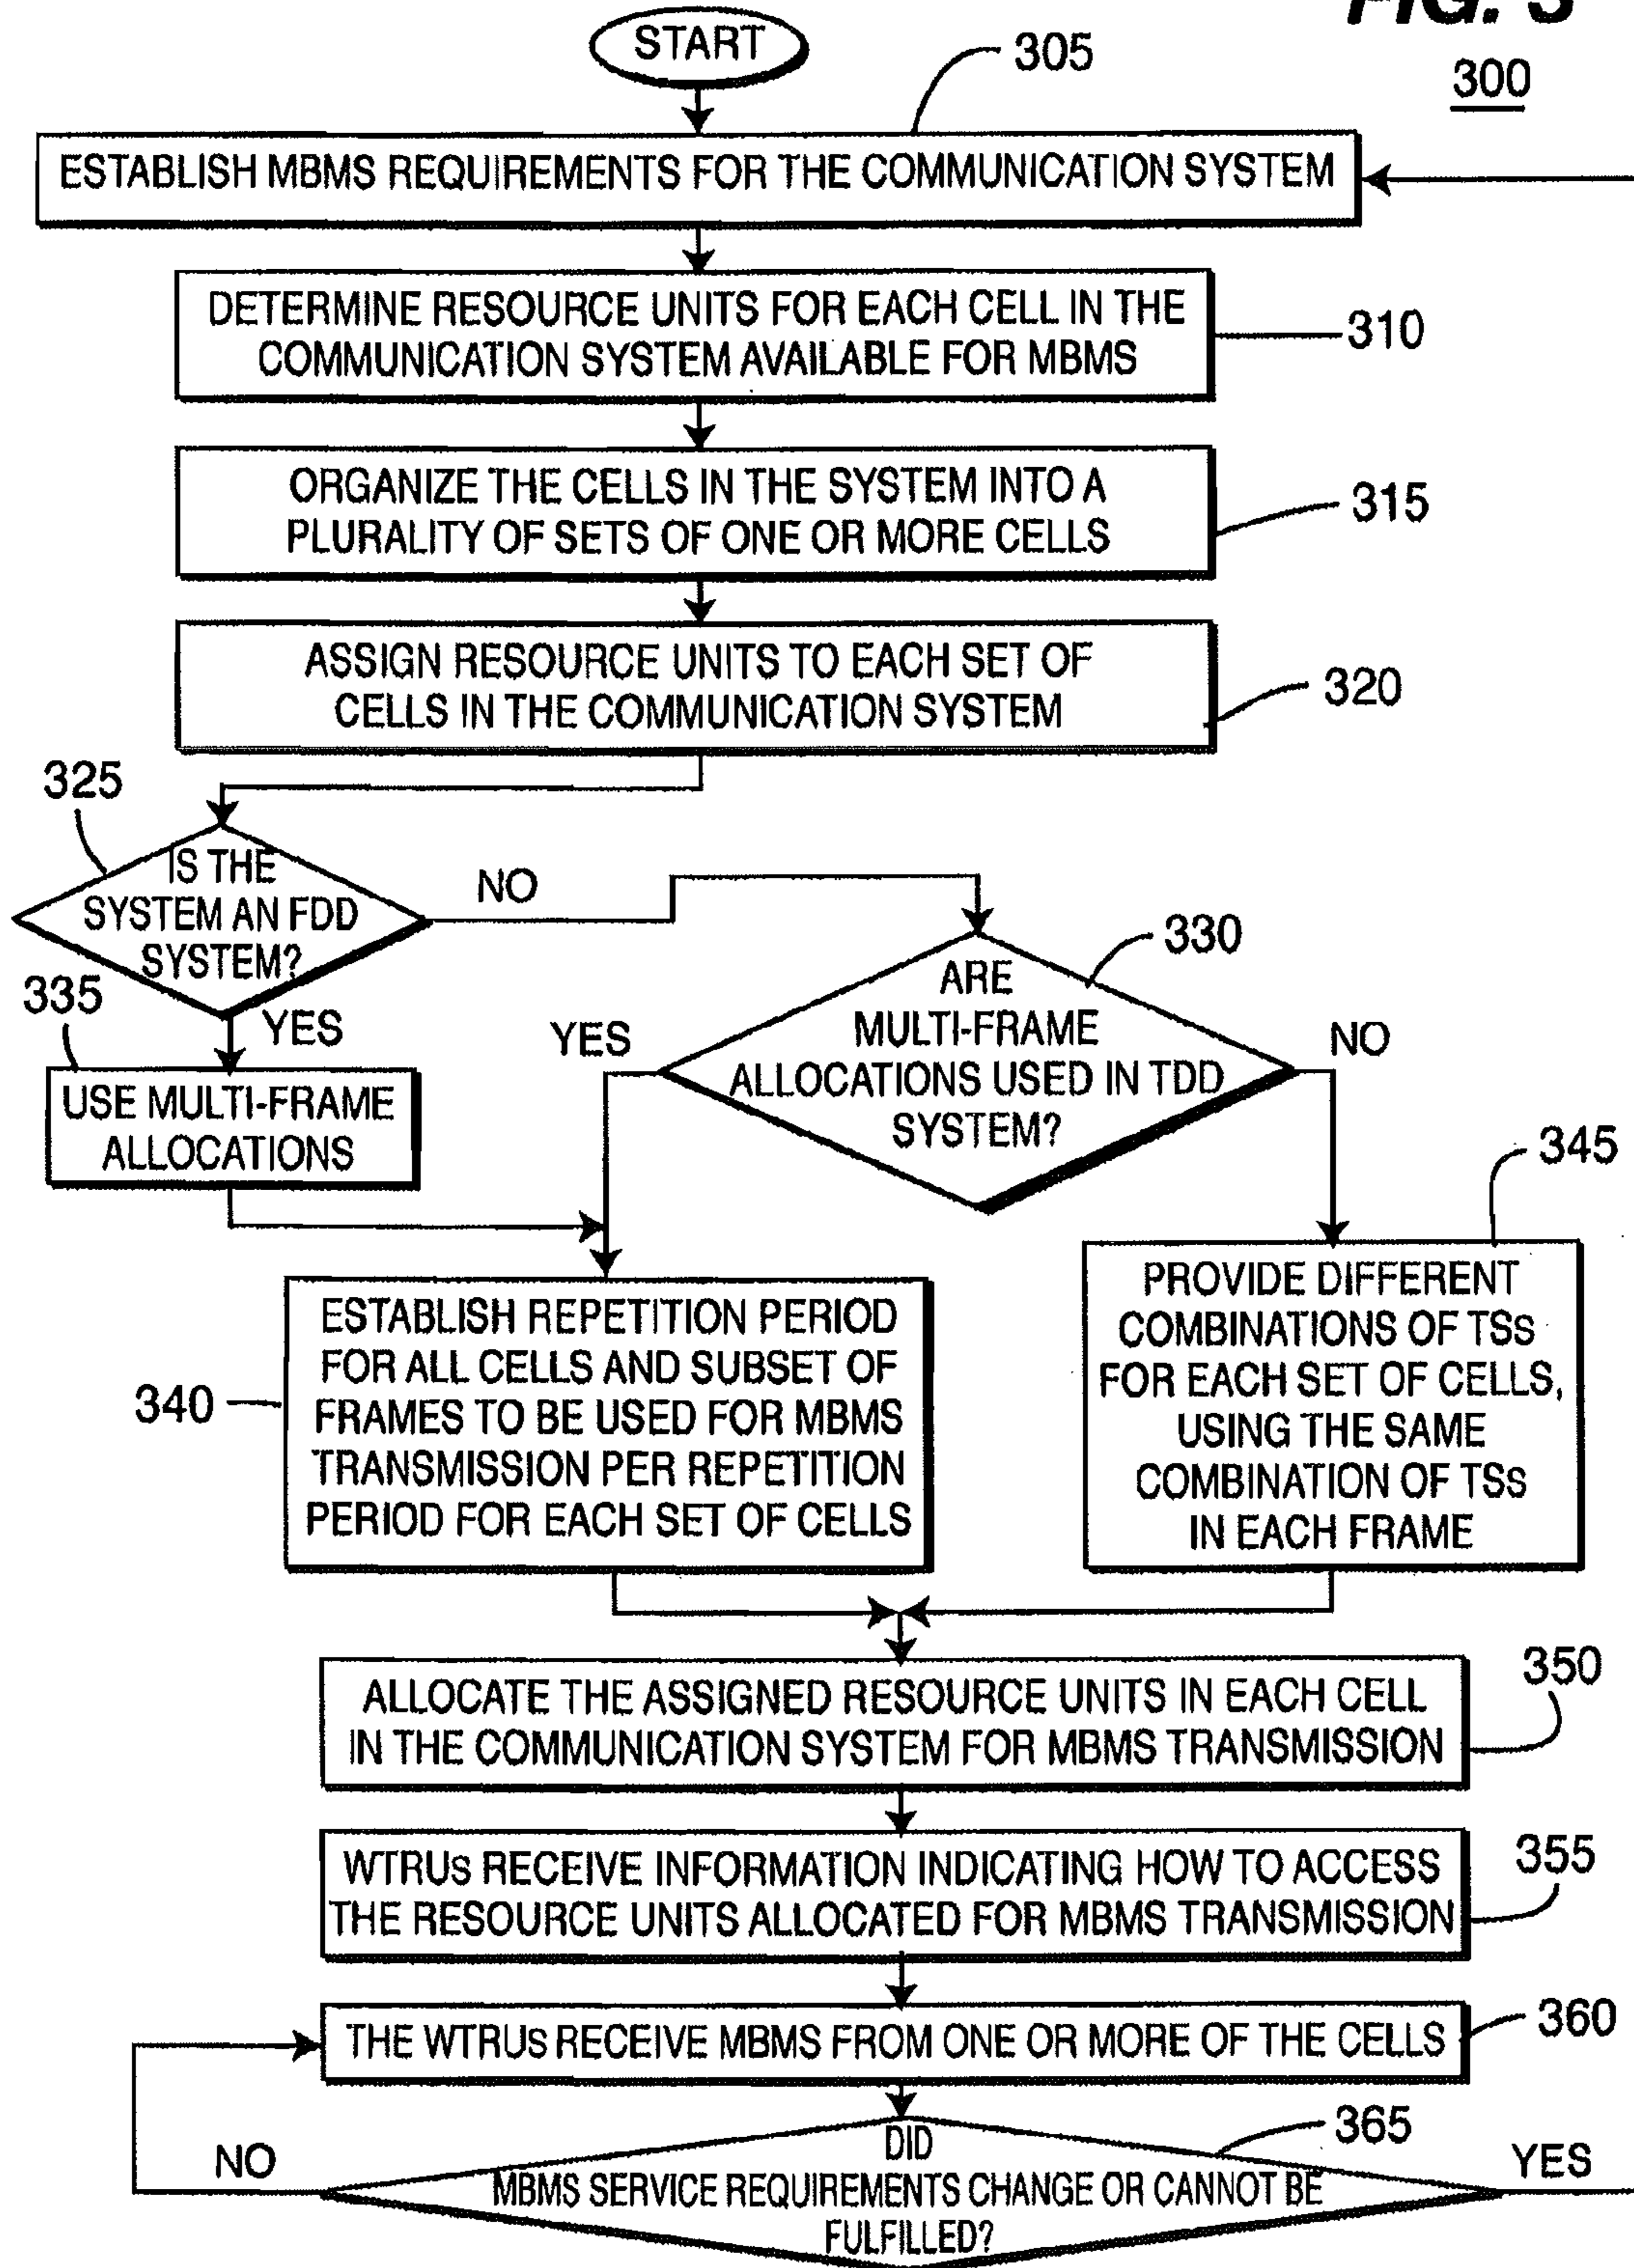 FIG. 3
300
START
305
ESTABLISH MBMS REQUIREMENTS FOR THE COMMUNICATION SYSTEM
DETERMINE RESOURCE UNITS FOR EACH CELL IN THE
COMMUNICATION SYSTEM AVAILABLE FOR MBMS
310
ORGANIZE THE CELLS IN THE SYSTEM INTO A
PLURALITY OF SETS OF ONE OR MORE CELLS
315
ASSIGN RESOURCE UNITS TO EACH SET OF
CELLS IN THE COMMUNICATION SYSTEM
320
325
IS THE
SYSTEM AN FDD
SYSTEM?
NO
YES
330
ARE
MULTI-FRAME
ALLOCATIONS USED IN TDD
SYSTEM?
YES
NO
335
USE MULTI-FRAME
ALLOCATIONS
340
ESTABLISH REPETITION PERIOD
FOR ALL CELLS AND SUBSET OF
FRAMES TO BE USED FOR MBMS
TRANSMISSION PER REPETITION
PERIOD FOR EACH SET OF CELLS
345
PROVIDE DIFFERENT
COMBINATIONS OF TSs
FOR EACH SET OF CELLS,
USING THE SAME
COMBINATION OF TSs
IN EACH FRAME
ALLOCATE THE ASSIGNED RESOURCE UNITS IN EACH CELL
IN THE COMMUNICATION SYSTEM FOR MBMS TRANSMISSION
350
WTRUs RECEIVE INFORMATION INDICATING HOW TO ACCESS
THE RESOURCE UNITS ALLOCATED FOR MBMS TRANSMISSION
355
THE WTRUs RECEIVE MBMS FROM ONE OR MORE OF THE CELLS
360
365
DID
MBMS SERVICE REQUIREMENTS CHANGE OR CANNOT BE
FULFILLED?
NO
YES